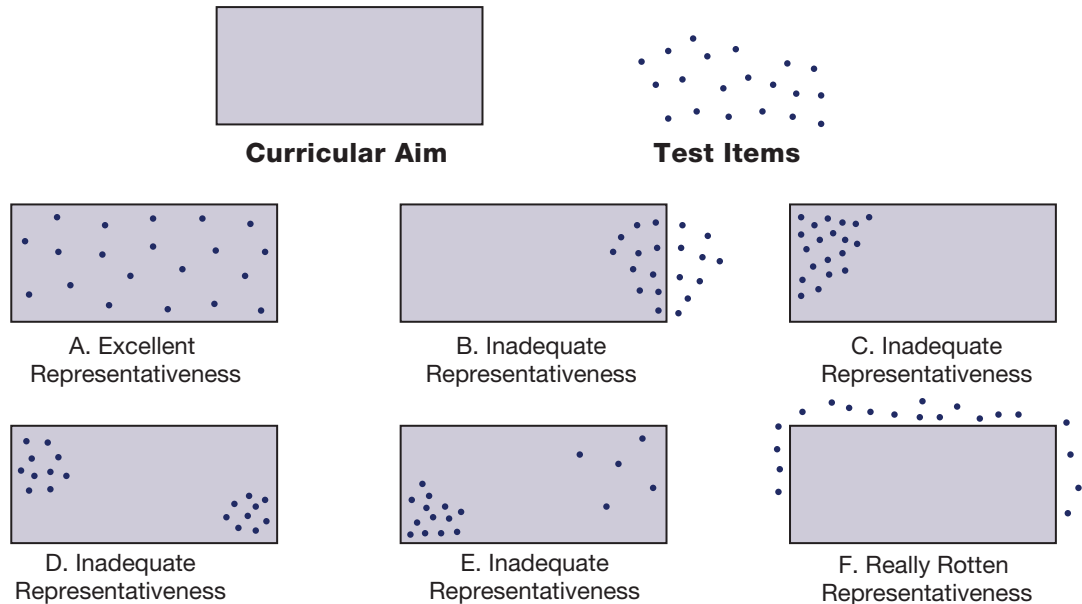 Curricular Aim
Test Items
A. Excellent
Representativeness
B. Inadequate
Representativeness
C. Inadequate
Representativeness
D. Inadequate
Representativeness
E. Inadequate
Representativeness
F. Really Rotten
Representativeness